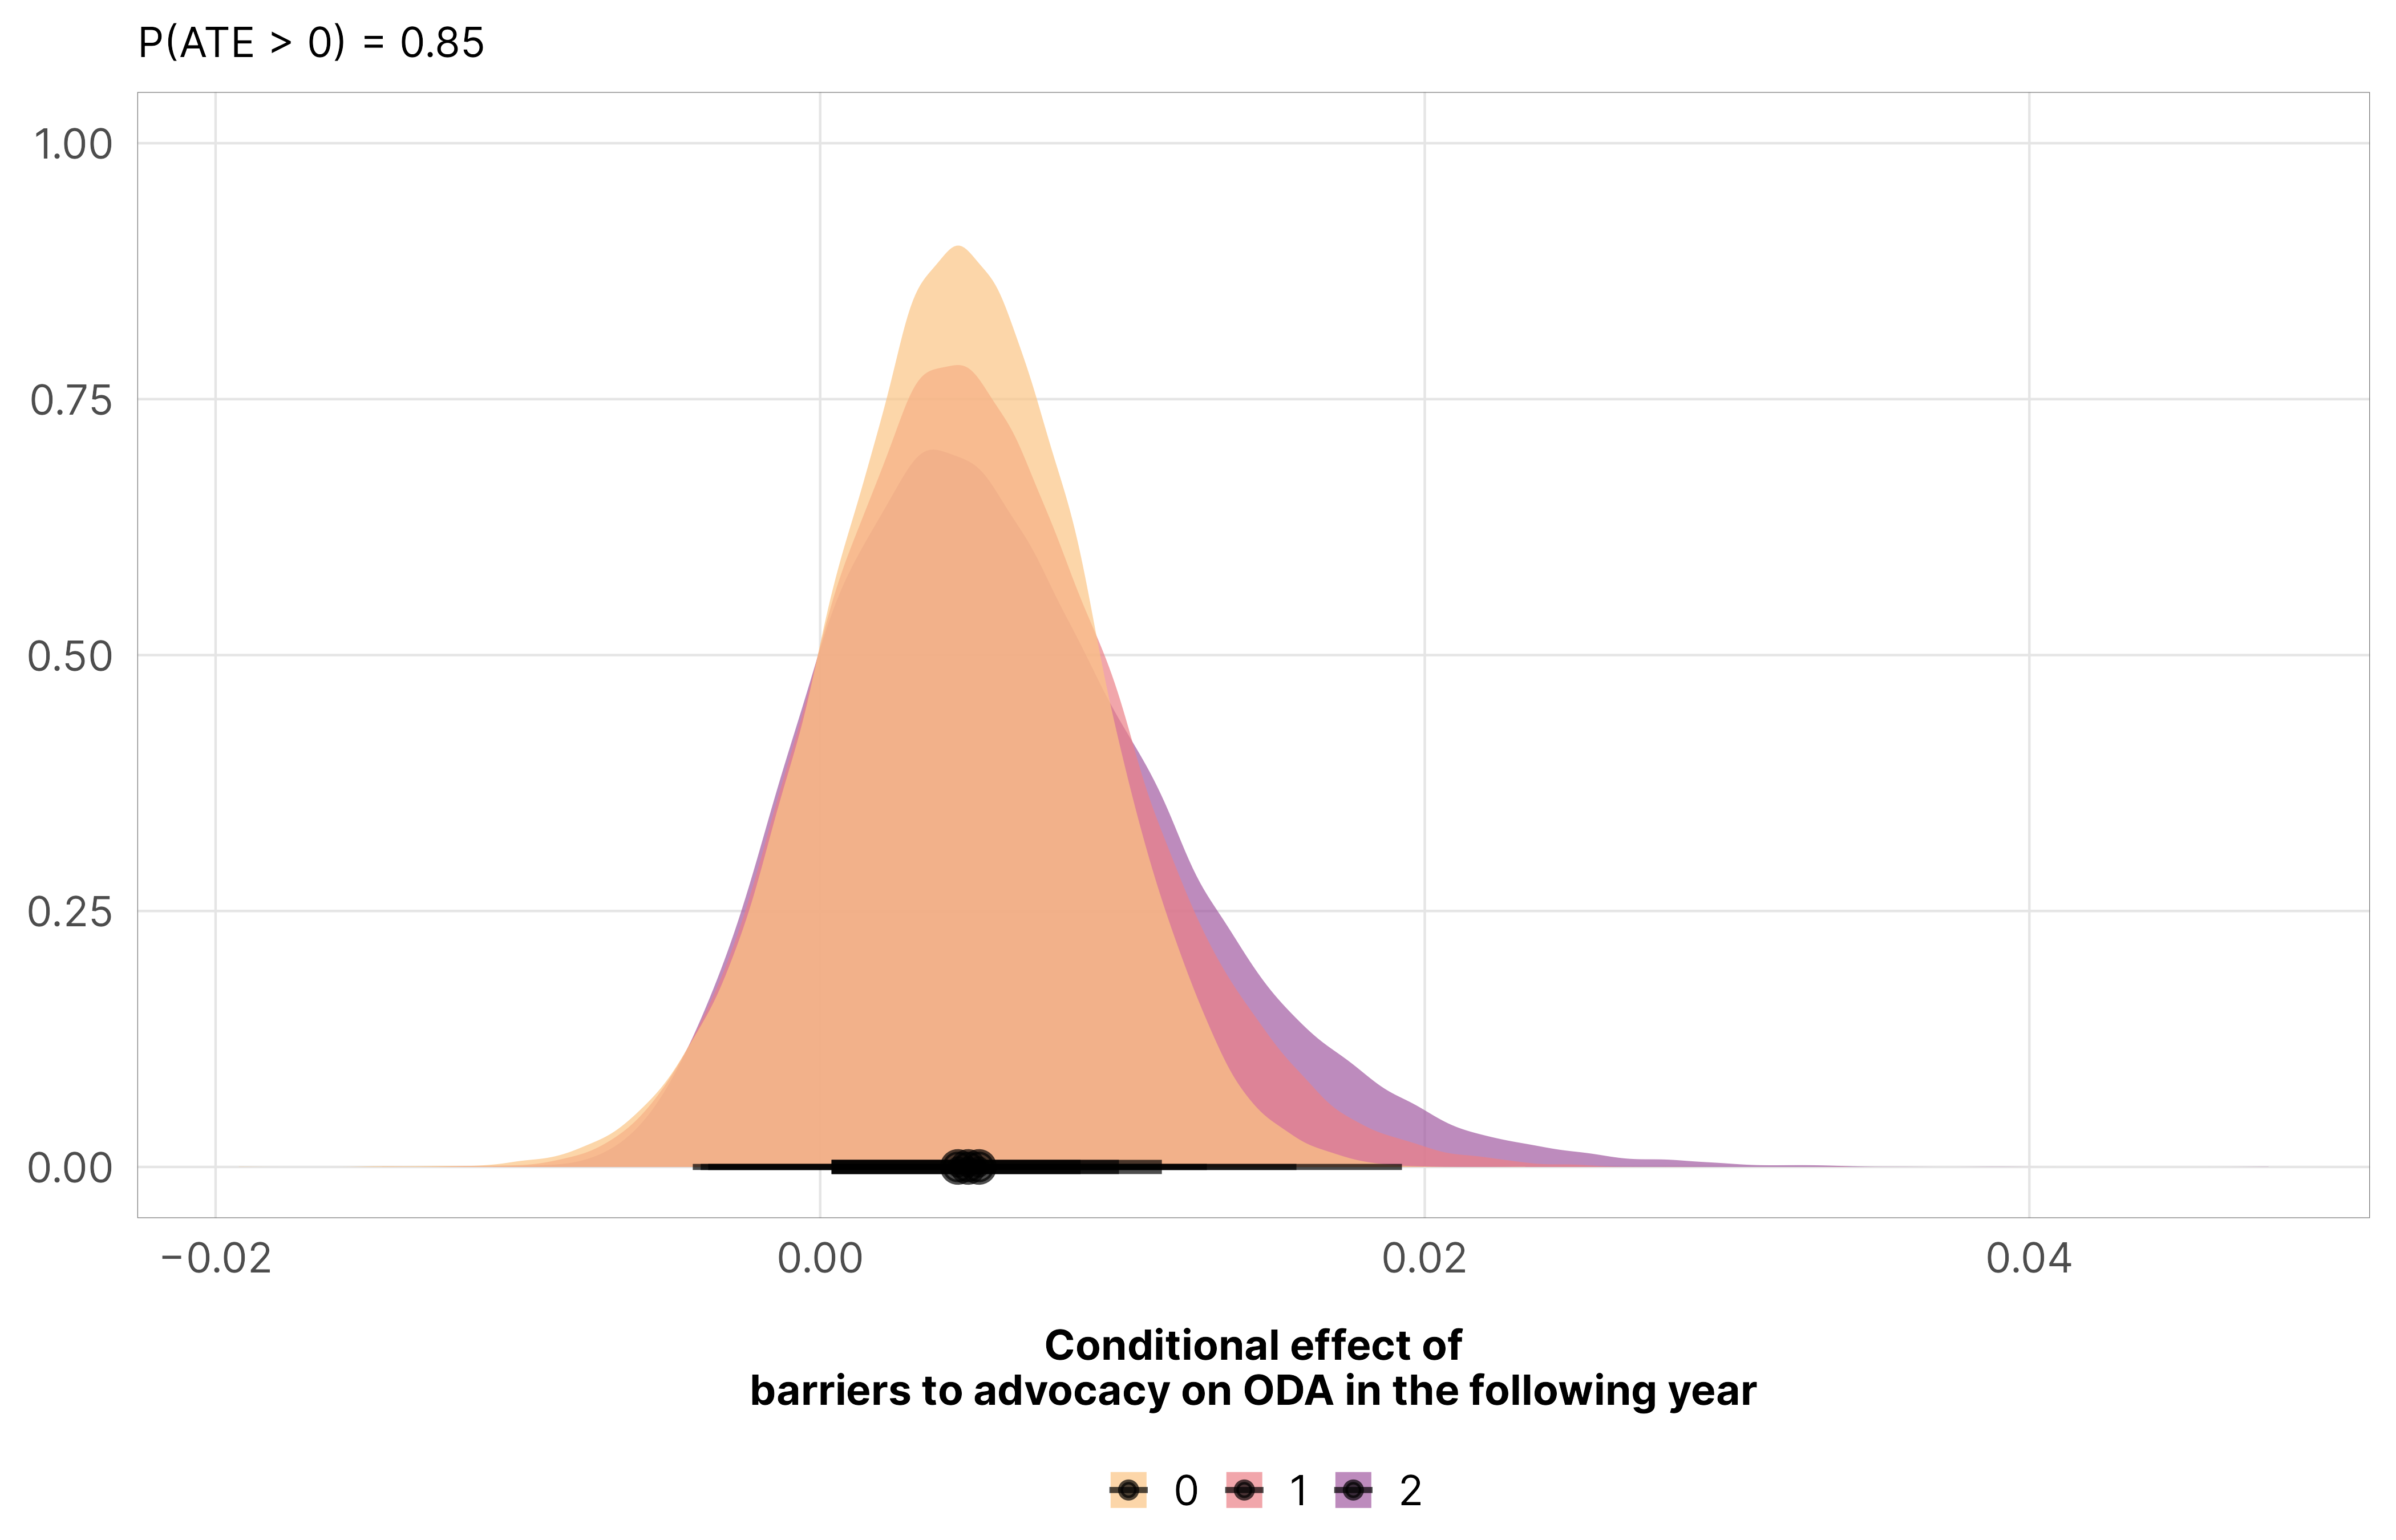 P(ATE > 0) = 0.85
1.00
0.75
0.50
0.25
0.00
−0.02 0.00 0.02 0.04
Conditional effect of
barriers to advocacy on ODA in the following year
0 1 2